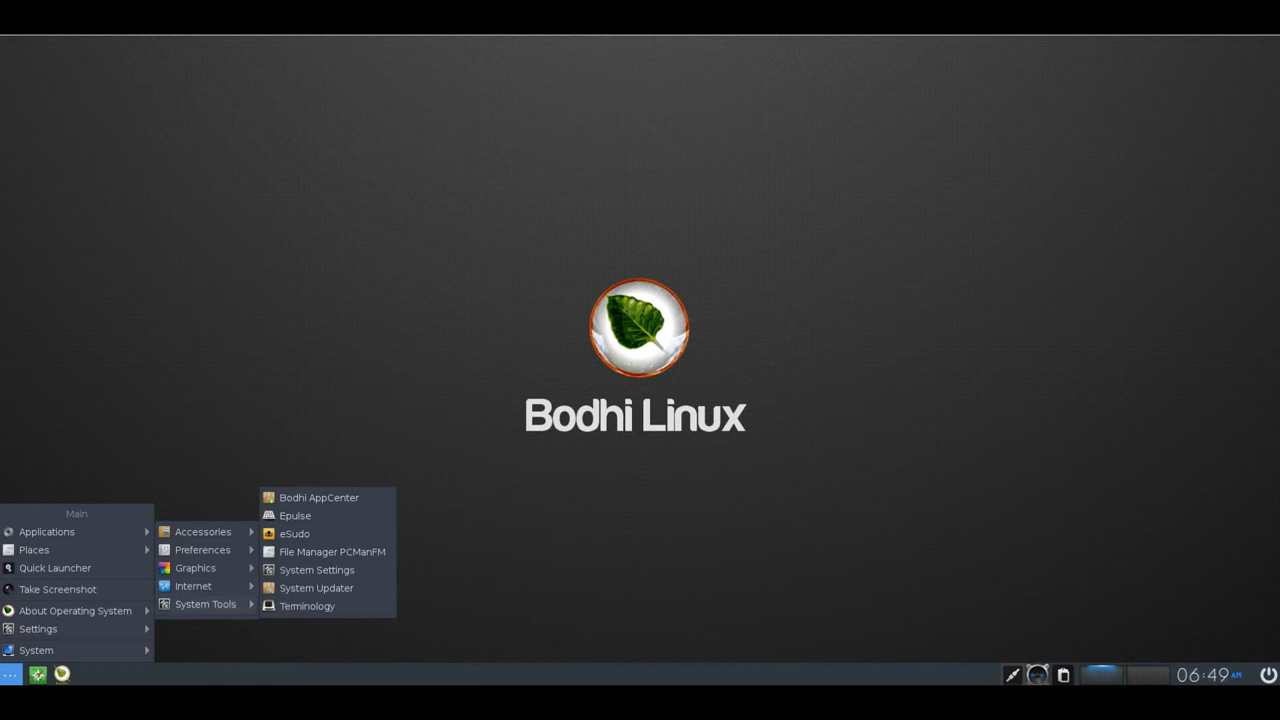 Bodhi Linux
Main
Applications
Places
Quick Launcher
Take Screenshot
About Operating System
Settings
System
Accessories
Preferences
Graphics
Internet
System Tools
Bodhi AppCenter
Epulse
eSudo
File Manager PCManFM
System Settings
System Updater
Terminology
06:49 AM